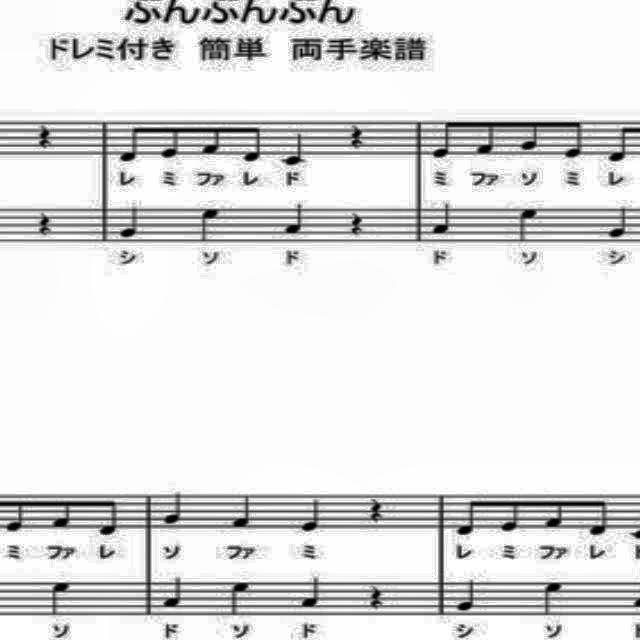 ぶんぶんぶん
ドレミ付き 簡単 両手楽譜
レ ミ ファ レ ド ミ ファ ソ ミ レ
シ ソ ド ド ソ シ
ミ ファ レ ソ ファ ミ レ ミ ファ レ
ソ ド ソ ド シ ソ